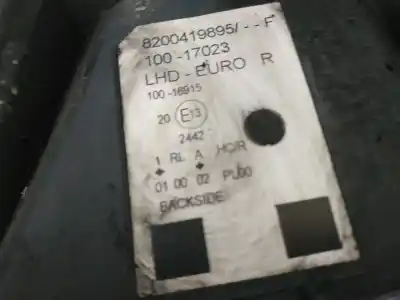 8200419895/--F
100 -17023
LHD - EURO R
100 -16915
20 E13
2442
1 RL A HC/R
01 00 02 PL00
BACKSIDE